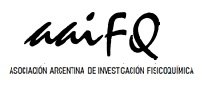 aaiFQ
ASOCIACIÓN ARGENTINA DE INVESTIGACIÓN FISICOQUÍMICA